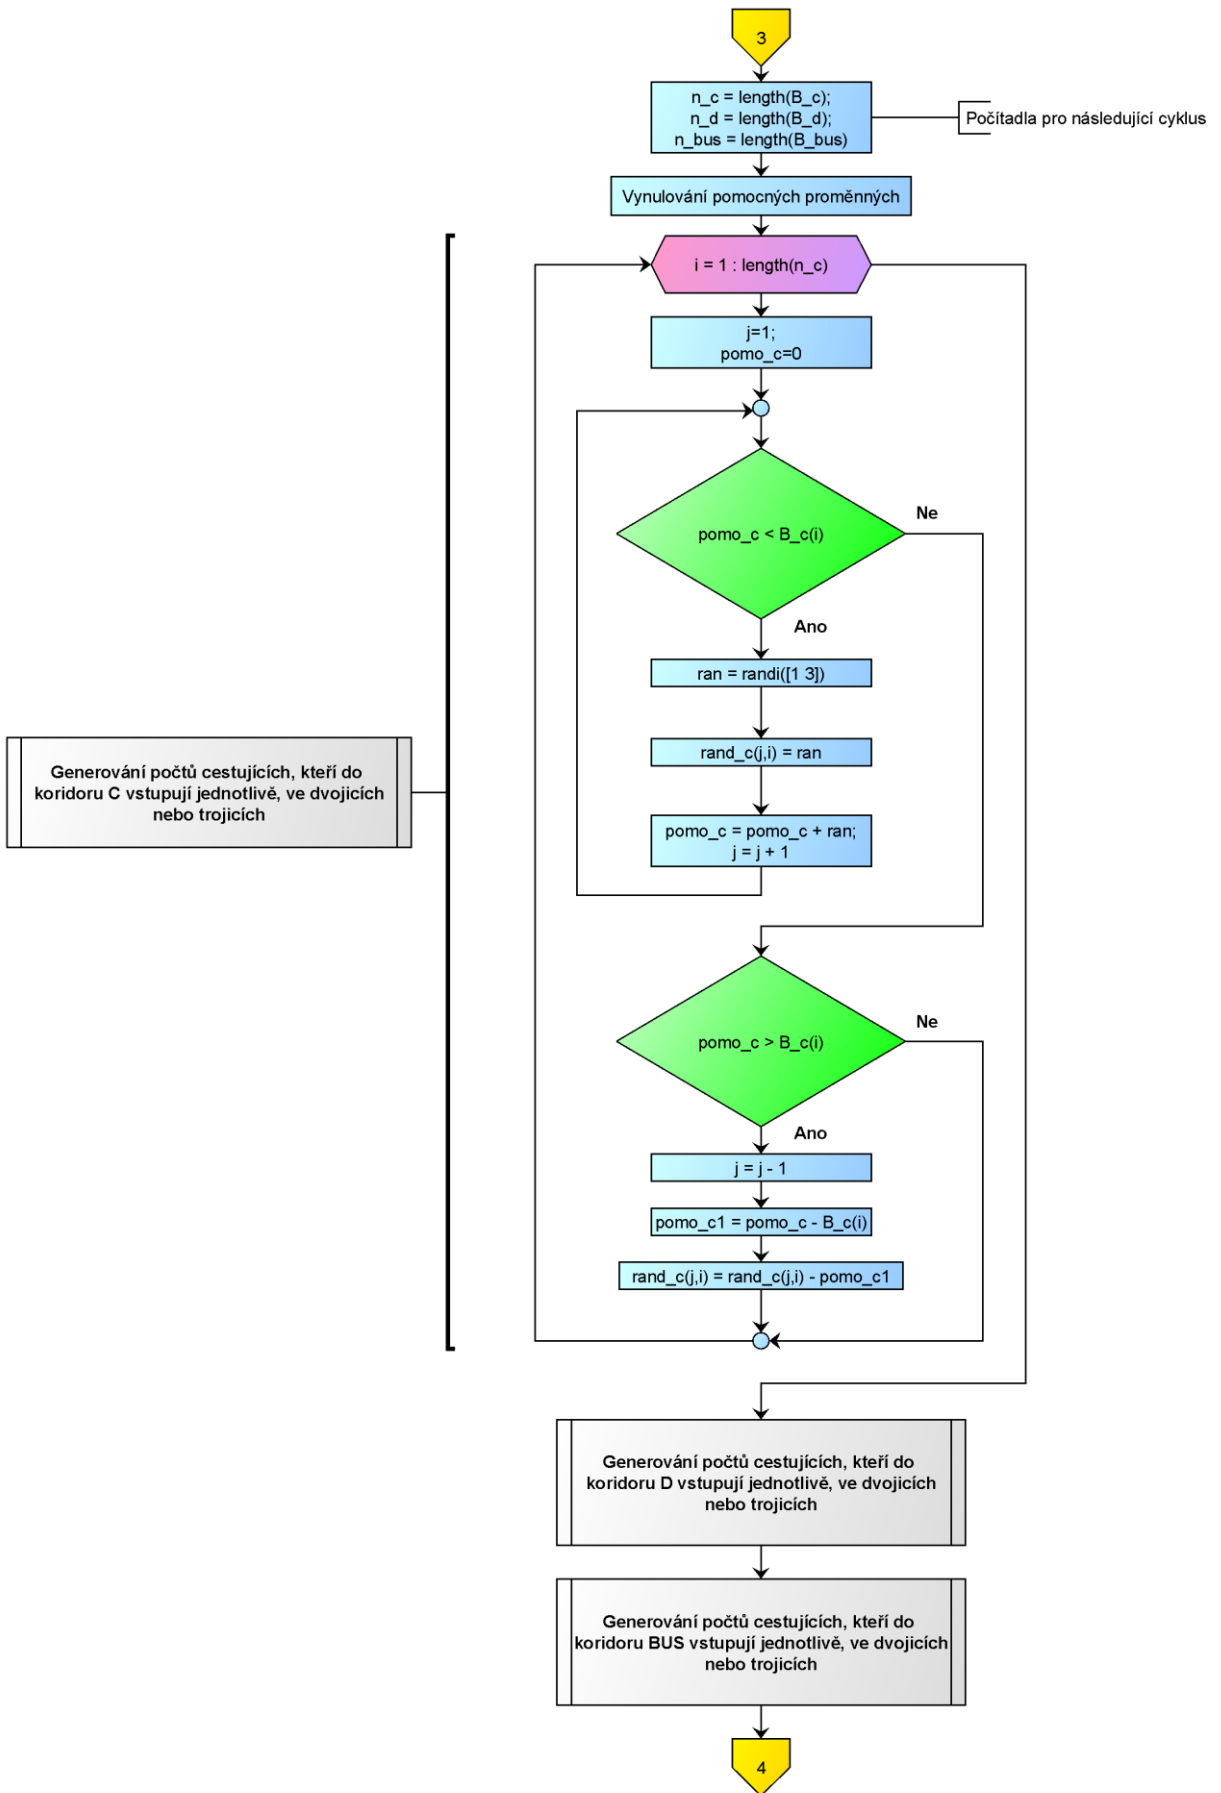 3
n_c = length(B_c);
n_d = length(B_d);
n_bus = length(B_bus)
Počítadla pro následující cyklus
Vynulování pomocných proměnných
i = 1 : length(n_c)
j=1;
pomo_c=0
pomo_c < B_c(i)
Ne
Ano
ran = randi([1 3])
rand_c(j,i) = ran
Generování počtů cestujících, kteří do
koridoru C vstupují jednotlivě, ve dvojicích
nebo trojicích
pomo_c = pomo_c + ran;
j = j + 1
pomo_c > B_c(i)
Ne
Ano
j = j - 1
pomo_c1 = pomo_c - B_c(i)
rand_c(j,i) = rand_c(j,i) - pomo_c1
Generování počtů cestujících, kteří do
koridoru D vstupují jednotlivě, ve dvojicích
nebo trojicích
Generování počtů cestujících, kteří do
koridoru BUS vstupují jednotlivě, ve dvojicích
nebo trojicích
4